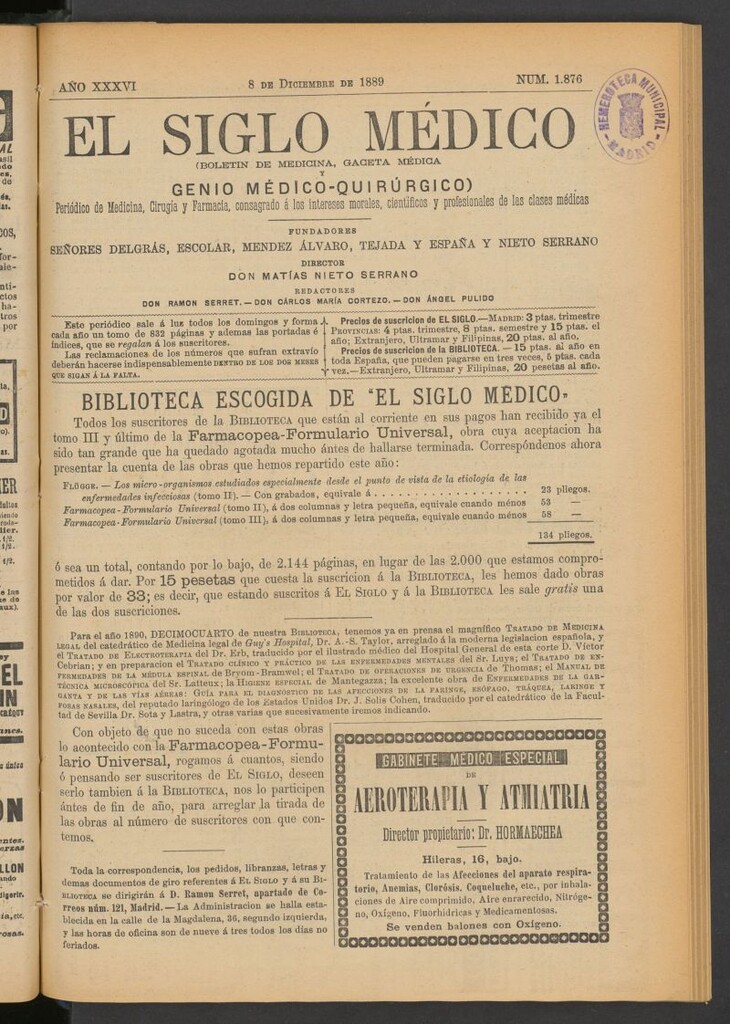 AÑO XXXVI
8 DE DICIEMBRE DE 1889
NUM. 1.876
HEMEROTECA MUNICIPAL
MADRID
EL SIGLO MÉDICO
(BOLETIN DE MEDICINA, GACETA MÉDICA
Y
GENIO MÉDICO-QUIRÚRGICO)
Periódico de Medicina, Cirugía y Farmacia, consagrado á los intereses morales, científicos y profesionales de las clases médicas
FUNDADORES
SEÑORES DELGRÁS, ESCOLAR, MENDEZ ÁLVARO, TEJADA Y ESPAÑA Y NIETO SERRANO
DIRECTOR
DON MATÍAS NIETO SERRANO
REDACTORES
DON RAMON SERRET.—DON CÁRLOS MARÍA CORTEZO.—DON ÁNGEL PULIDO
Este periódico sale á luz todos los domingos y forma
cada año un tomo de 832 páginas y ademas las portadas é
índices, que se regalan á los suscritores.
Las reclamaciones de los números que sufran extravío
deberán hacerse indispensablemente DENTRO DE LOS DOS MESES
QUE SIGAN Á LA FALTA.
Precios de suscricion de EL SIGLO.—MADRID: 3 ptas. trimestre
PROVINCIAS: 4 ptas. trimestre, 8 ptas. semestre y 15 ptas. el
año; Extranjero, Ultramar y Filipinas, 20 ptas. al año.
Precios de suscricion de la BIBLIOTECA. — 15 ptas. al año en
toda España, que pueden pagarse en tres veces, 5 ptas. cada
vez.—Extranjero, Ultramar y Filipinas, 20 pesetas al año.
BIBLIOTECA ESCOGIDA DE "EL SIGLO MÉDICO"
Todos los suscritores de la BIBLIOTECA que están al corriente en sus pagos han recibido ya el
tomo III y último de la Farmacopea-Formulario Universal, obra cuya aceptacion ha
sido tan grande que ha quedado agotada mucho ántes de hallarse terminada. Correspóndenos ahora
presentar la cuenta de las obras que hemos repartido este año:
FLÜGGE. — Los micro-organismos estudiados especialmente desde el punto de vista de la etiología de las
enfermedades infecciosas (tomo II). — Con grabados, equivale á . . . . . . . . . . . . . . . . . . . . 23 pliegos.
Farmacopea-Formulario Universal (tomo II), á dos columnas y letra pequeña, equivale cuando ménos 53 —
Farmacopea-Formulario Universal (tomo III), á dos columnas y letra pequeña, equivale cuando ménos 58 —
134 pliegos.
ó sea un total, contando por lo bajo, de 2.144 páginas, en lugar de las 2.000 que estamos compro-
metidos á dar. Por 15 pesetas que cuesta la suscricion á la BIBLIOTECA, les hemos dado obras
por valor de 33; es decir, que estando suscritos á EL SIGLO y á la BIBLIOTECA les sale gratis una
de las dos suscriciones.
Para el año 1890, DECIMOCUARTO de nuestra BIBLIOTECA, tenemos ya en prensa el magnífico TRATADO DE MEDICINA
LEGAL del catedrático de Medicina legal de Guy's Hospital, Dr. A.-S. Taylor, arreglado á la moderna legislacion española, y
el TRATADO DE ELECTROTERAPIA del Dr. Erb, traducido por el ilustrado médico del Hospital General de esta corte D. Víctor
Cebrian; y en preparacion el TRATADO CLÍNICO Y PRÁCTICO DE LAS ENFERMEDADES MENTALES del Sr. Luys; el TRATADO DE EN-
FERMEDADES DE LA MÉDULA ESPINAL de Bryom-Bramwel; el TRATADO DE OPERACIONES DE URGENCIA de Thomas; el MANUAL DE
TÉCNICA MICROSCÓPICA del Sr. Latteux; la HIGIENE ESPECIAL de Mantegazza; la excelente obra de ENFERMEDADES DE LA GAR-
GANTA Y DE LAS VÍAS AÉREAS: GUÍA PARA EL DIAGNÓSTICO DE LAS AFECCIONES DE LA FARINGE, ESÓFAGO, TRÁQUEA, LARINGE Y
FOSAS NASALES, del reputado laringólogo de los Estados Unidos Dr. J. Solis Cohen, traducido por el catedrático de la Facul-
tad de Sevilla Dr. Sota y Lastra, y otras varias que sucesivamente iremos indicando.
Con objeto de que no suceda con estas obras
lo acontecido con la Farmacopea-Formu-
lario Universal, rogamos á cuantos, siendo
ó pensando ser suscritores de EL SIGLO, deseen
serlo tambien á la BIBLIOTECA, nos lo participen
ántes de fin de año, para arreglar la tirada de
las obras al número de suscritores con que con-
temos.
Toda la correspondencia, los pedidos, libranzas, letras y
demas documentos de giro referentes á EL SIGLO y á su BI-
BLIOTECA se dirigirán á D. Ramon Serret, apartado de Co-
rreos núm. 121, Madrid.—La Administracion se halla esta-
blecida en la calle de la Magdalena, 36, segundo izquierda,
y las horas de oficina son de nueve á tres todos los días no
feriados.
GABINETE MÉDICO ESPECIAL
DE
AEROTERAPIA Y ATMIATRIA
Director propietario: Dr. HORMAECHEA
Hileras, 16, bajo.
Tratamiento de las Afecciones del aparato respira-
torio, Anemias, Clorósis, Coqueluche, etc., por inhala-
ciones de Aire comprimido, Aire enrarecido, Nitróge-
no, Oxígeno, Fluorhídricas y Medicamentosas.
Se venden balones con Oxígeno.